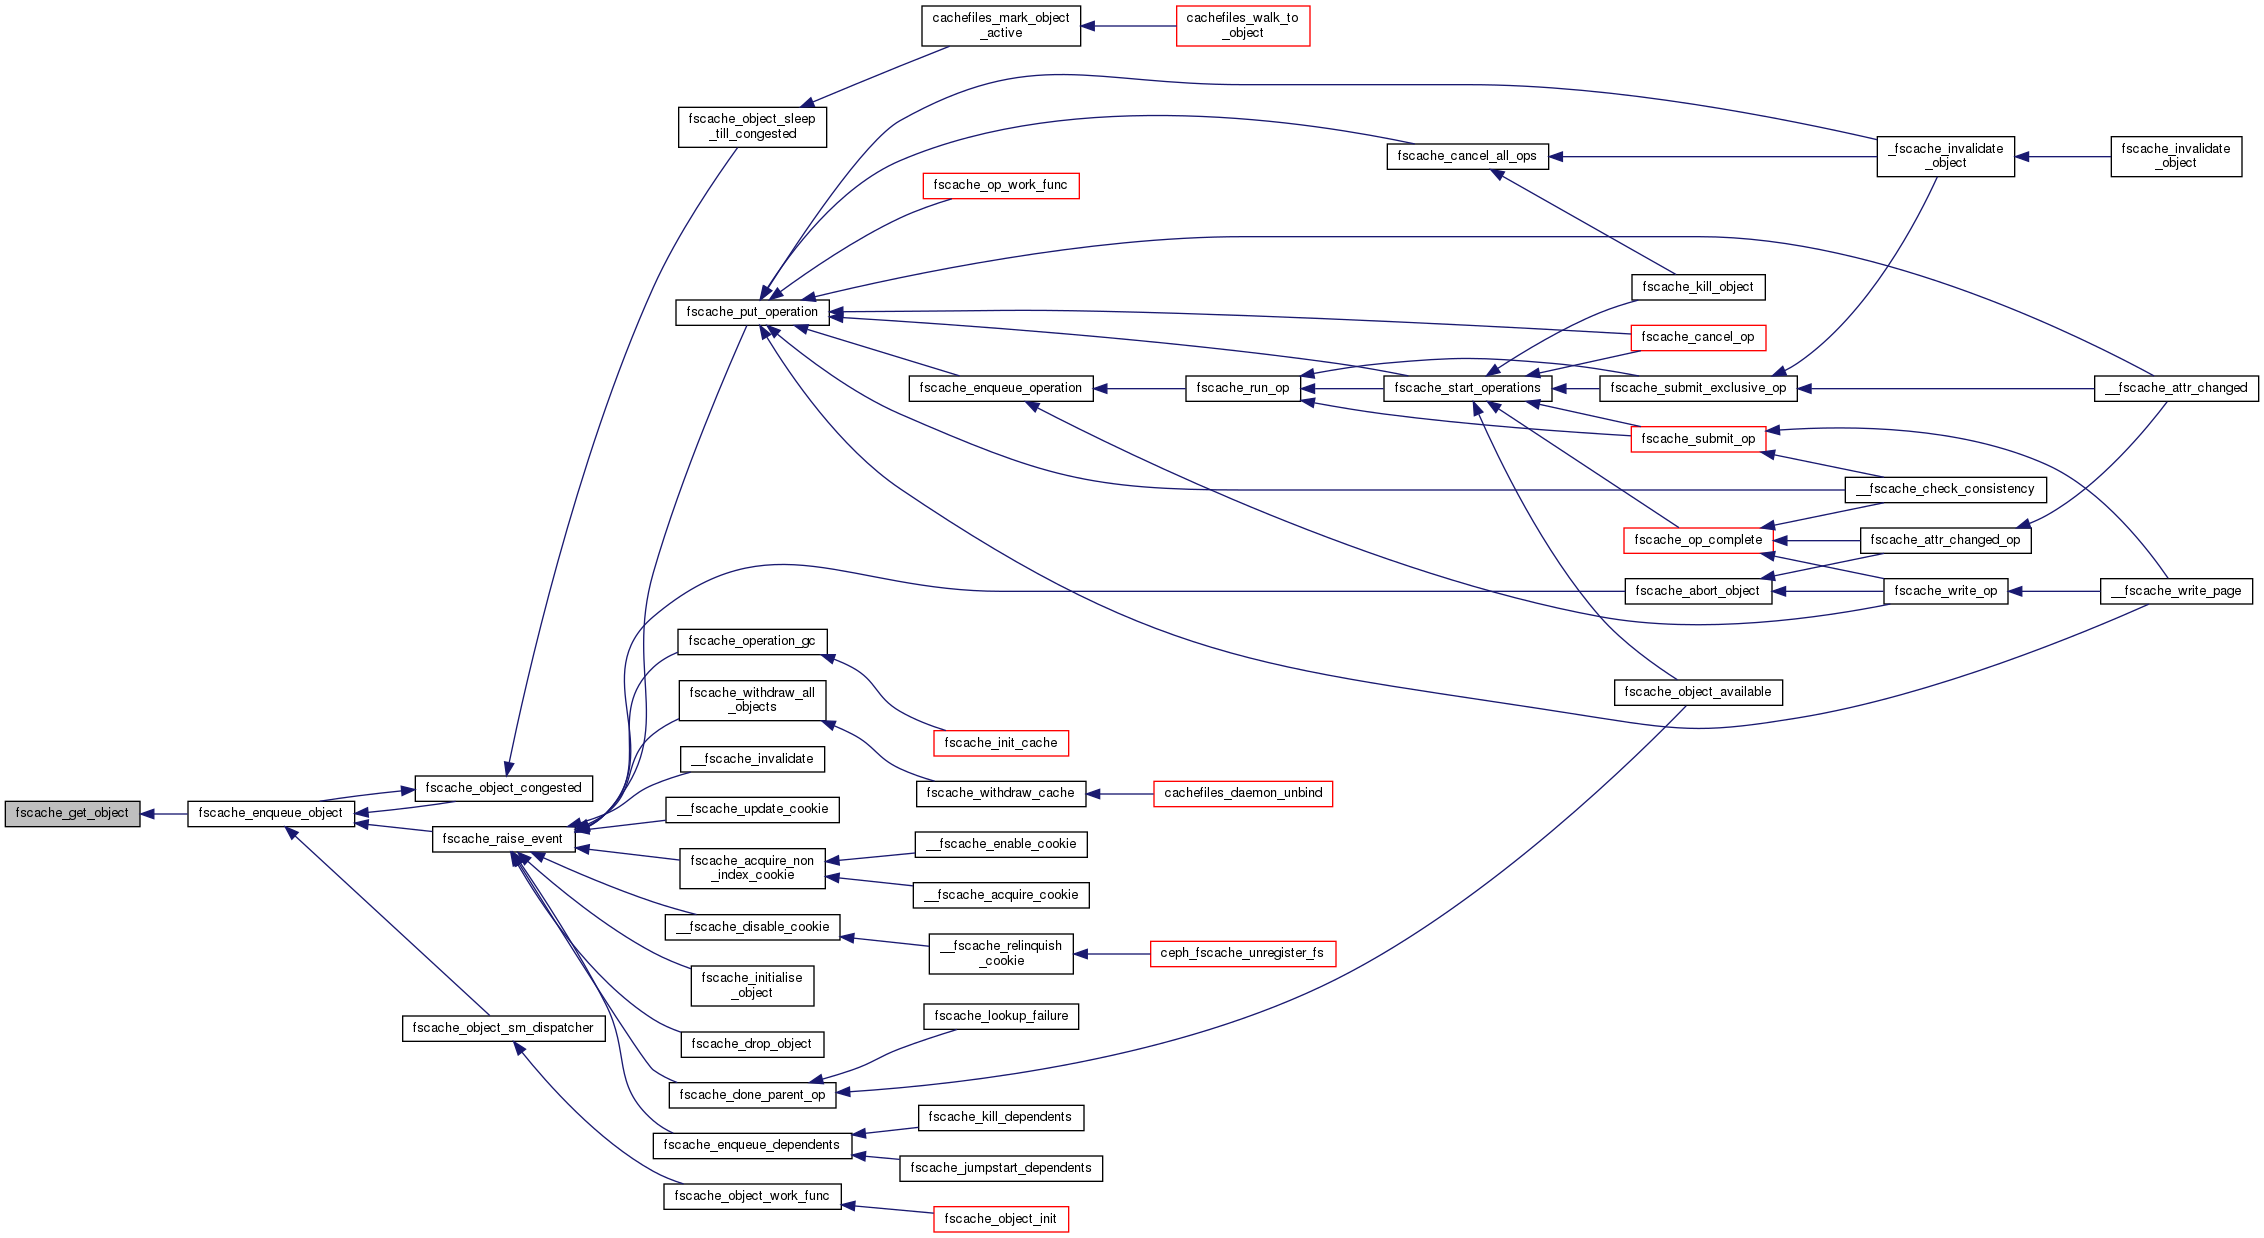 cachefiles_mark_object
_active
cachefiles_walk_to
_object
fscache_object_sleep
_till_congested
fscache_cancel_all_ops
_fscache_invalidate
_object
fscache_invalidate
_object
fscache_op_work_func
fscache_kill_object
fscache_put_operation
fscache_cancel_op
fscache_enqueue_operation
fscache_run_op
fscache_start_operations
fscache_submit_exclusive_op
__fscache_attr_changed
fscache_submit_op
__fscache_check_consistency
fscache_op_complete
fscache_attr_changed_op
fscache_abort_object
fscache_write_op
__fscache_write_page
fscache_operation_gc
fscache_withdraw_all
_objects
fscache_object_available
fscache_init_cache
__fscache_invalidate
fscache_object_congested
fscache_withdraw_cache
cachefiles_daemon_unbind
fscache_get_object
fscache_enqueue_object
__fscache_update_cookie
fscache_raise_event
__fscache_enable_cookie
fscache_acquire_non
_index_cookie
__fscache_acquire_cookie
__fscache_disable_cookie
__fscache_relinquish
_cookie
ceph_fscache_unregister_fs
fscache_initialise
_object
fscache_lookup_failure
fscache_object_sm_dispatcher
fscache_drop_object
fscache_done_parent_op
fscache_kill_dependents
fscache_enqueue_dependents
fscache_jumpstart_dependents
fscache_object_work_func
fscache_object_init